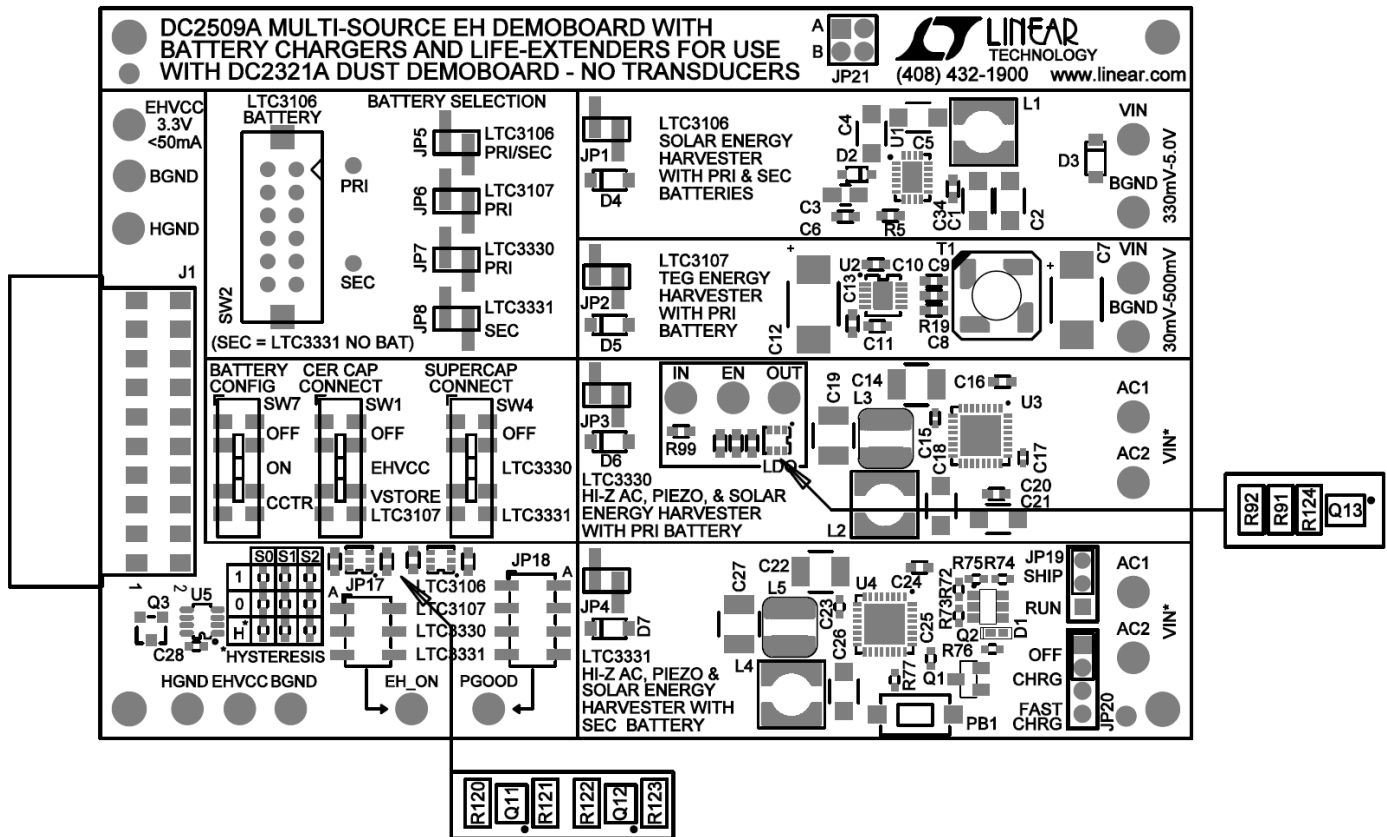 DC2509A MULTI-SOURCE EH DEMOBOARD WITH
BATTERY CHARGERS AND LIFE-EXTENDERS FOR USE
WITH DC2321A DUST DEMOBOARD - NO TRANSDUCERS
A
B
JP21
LINEAR
TECHNOLOGY
(408) 432-1900 www.linear.com
EHVCC
3.3V
<50mA
BGND
HGND
J1
1
2
LTC3106
BATTERY
SW2
PRI
SEC
(SEC = LTC3331 NO BAT)
BATTERY SELECTION
JP5
LTC3106
PRI/SEC
JP6
LTC3107
PRI
JP7
LTC3330
PRI
JP8
LTC3331
SEC
JP1
D4
LTC3106
SOLAR ENERGY
HARVESTER
WITH PRI & SEC
BATTERIES
C4
U1
C5
L1
D2
C3
C6
R5
C34
C1
C2
D3
VIN
BGND
330mV-5.0V
JP2
D5
LTC3107
TEG ENERGY
HARVESTER
WITH PRI
BATTERY
+
C12
U2
C10
C13
C11
C9
R19
C8
T1
+
C7
VIN
BGND
30mV-500mV
BATTERY
CONFIG
SW7
OFF
ON
CCTR
CER CAP
CONNECT
SW1
OFF
EHVCC
VSTORE
LTC3107
SUPERCAP
CONNECT
SW4
OFF
LTC3330
LTC3331
JP3
D6
LTC3330
HI-Z AC, PIEZO, & SOLAR
ENERGY HARVESTER
WITH PRI BATTERY
IN EN OUT
R99
LDO
C19
C14
L3
L2
C15
C18
C16
U3
C17
C20
C21
AC1
AC2
VIN*
R92
R91
R124
Q13
Q3
U5
C28
S0 S1 S2
1
0
H*
*HYSTERESIS
JP17
A
JP18
A
LTC3106
LTC3107
LTC3330
LTC3331
HGND EHVCC BGND
EH_ON
PGOOD
JP4
D7
LTC3331
HI-Z AC, PIEZO &
SOLAR ENERGY
HARVESTER WITH
SEC BATTERY
C27
C22
L5
L4
C23
C26
U4
C24
C25
R77
Q1
R75 R74
R72
R73
Q2
D1
R76
PB1
JP19
SHIP
RUN
OFF
CHRG
FAST
CHRG
JP20
AC1
AC2
VIN*
R120
Q11
R121
R122
Q12
R123